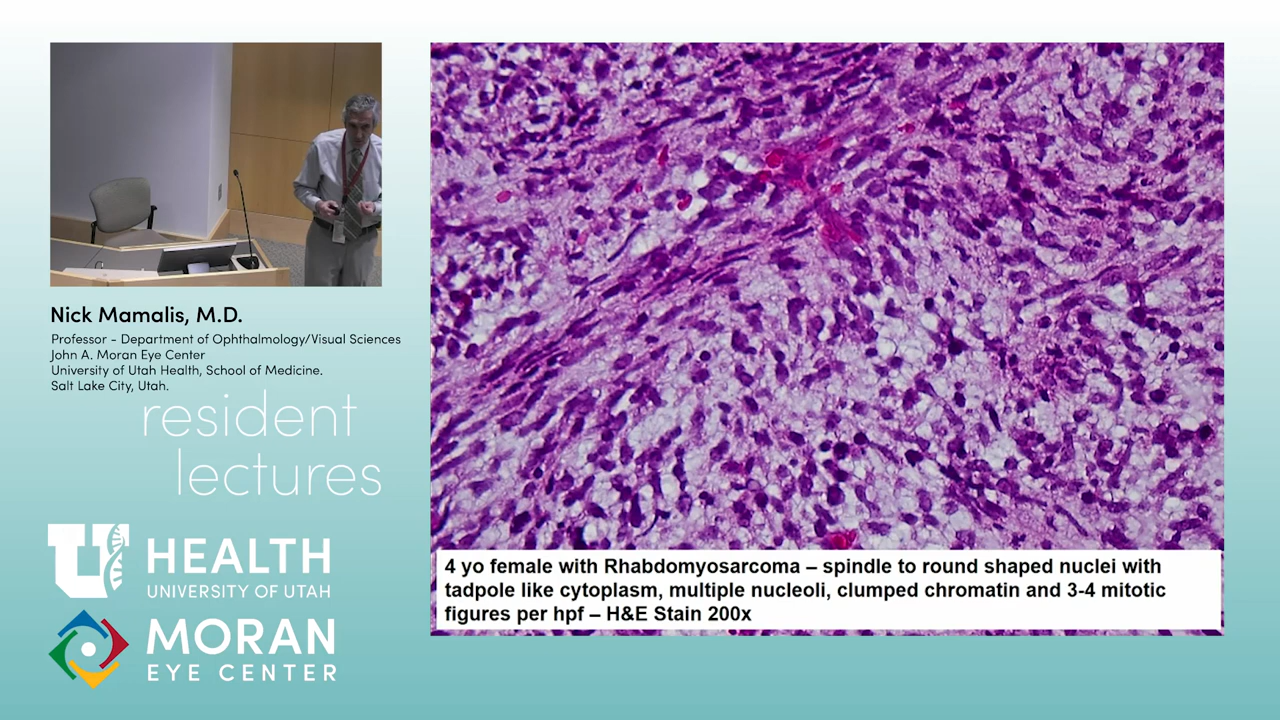 Nick Mamalis, M.D.
Professor - Department of Ophthalmology/Visual Sciences
John A. Moran Eye Center
University of Utah Health, School of Medicine.
Salt Lake City, Utah.
resident
lectures
U HEALTH
UNIVERSITY OF UTAH
MORAN
EYE CENTER
4 yo female with Rhabdomyosarcoma – spindle to round shaped nuclei with
tadpole like cytoplasm, multiple nucleoli, clumped chromatin and 3-4 mitotic
figures per hpf – H&E Stain 200x